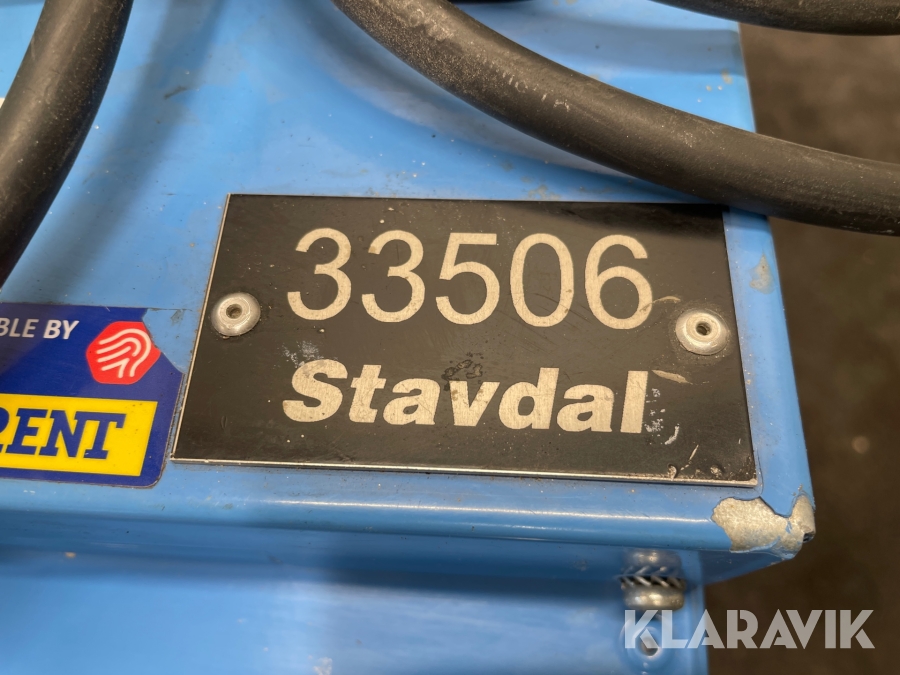 33506
Stavdal
BLE BY
RENT
KLARAVIK